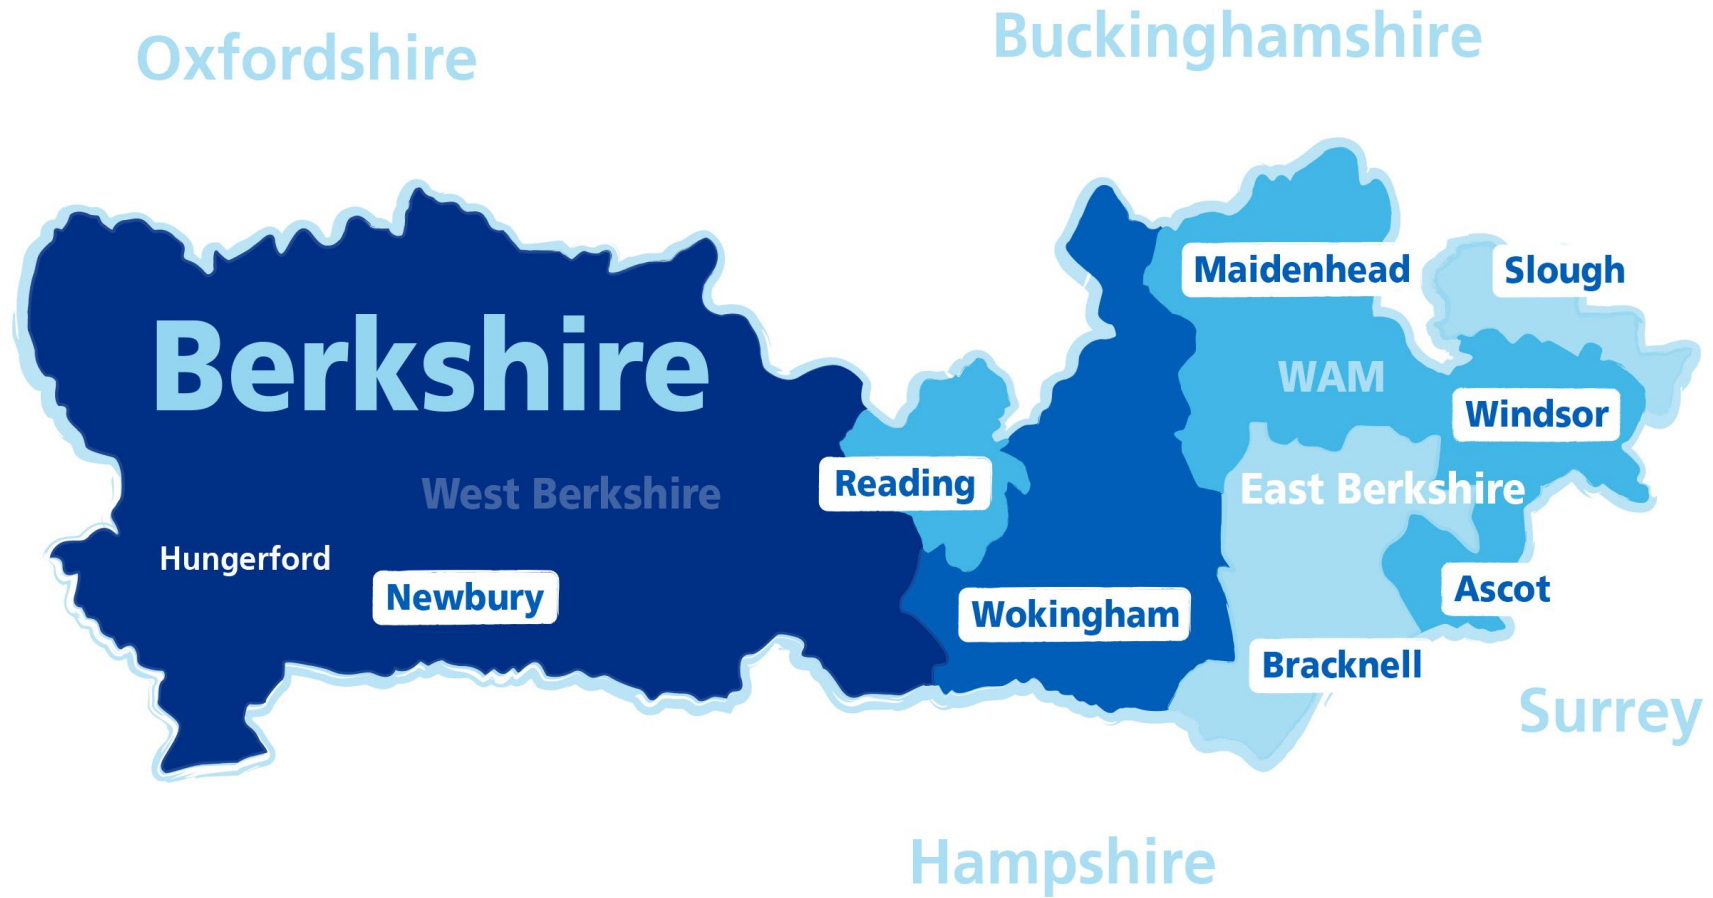 Oxfordshire
Buckinghamshire
Maidenhead
Slough
Berkshire
WAM
Windsor
West Berkshire
Reading
East Berkshire
Hungerford
Newbury
Wokingham
Ascot
Bracknell
Surrey
Hampshire